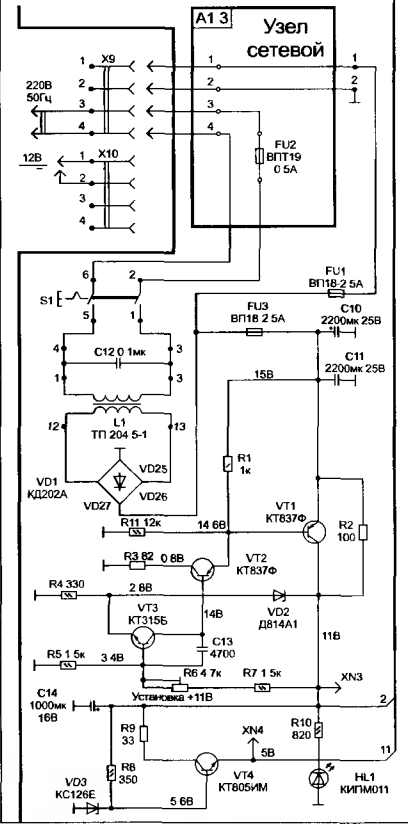 А1 3
Узел
сетевой
X9
1
2
3
4
220В
50Гц
1
2
3
4
1
2
FU2
ВПТ19
0 5А
X10
12В
1
2
3
4
6
2
S1
5
1
FU1
ВП18-2 5А
FU3
ВП18 2 5А
C10
2200мк 25В
C11
2200мк 25В
4
3
C12 0 1мк
1
3
15В
L1
ТП 204 5-1
12
13
R1
1к
VD1
КД202А
VD25
VD26
VD27
R11 12к
14 6В
VT1
КТ837Ф
R2
100
R3 82
0 8В
VT2
КТ837Ф
R4 330
2 8В
VD2
Д814А1
VT3
КТ315Б
14В
11В
C13
4700
R5 1 5к
3 4В
R6 4 7к
R7 1 5к
XN3
Установка +11В
C14
1000мк
16В
2
R9
33
XN4
R10
820
5В
11
R8
350
VT4
КТ805ИМ
VD3
КС126Е
5 6В
HL1
КИПМ011